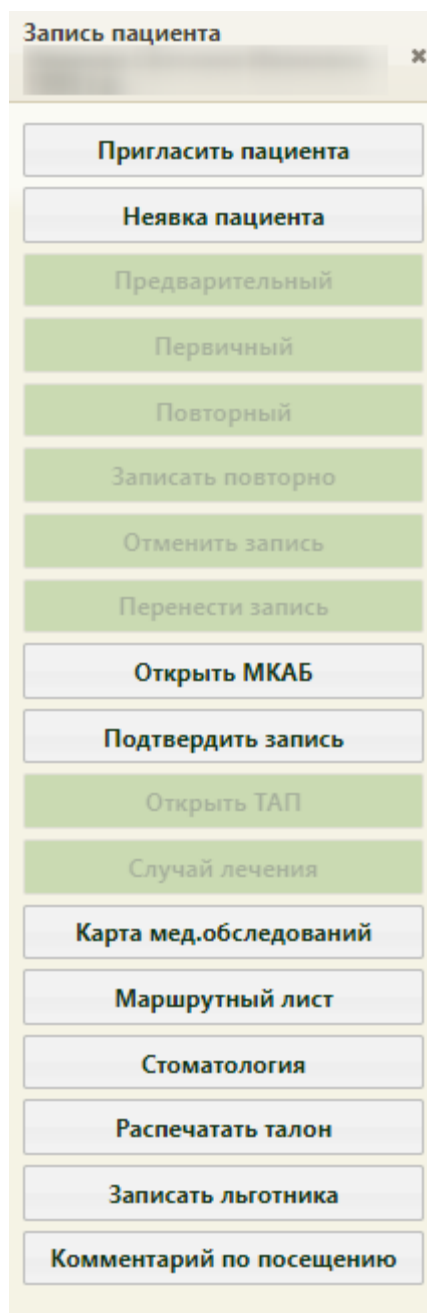 Запись пациента
Пригласить пациента
Неявка пациента
Предварительный
Первичный
Повторный
Записать повторно
Отменить запись
Перенести запись
Открыть МКАБ
Подтвердить запись
Открыть ТАП
Случай лечения
Карта мед.обследований
Маршрутный лист
Стоматология
Распечатать талон
Записать льготника
Комментарий по посещению